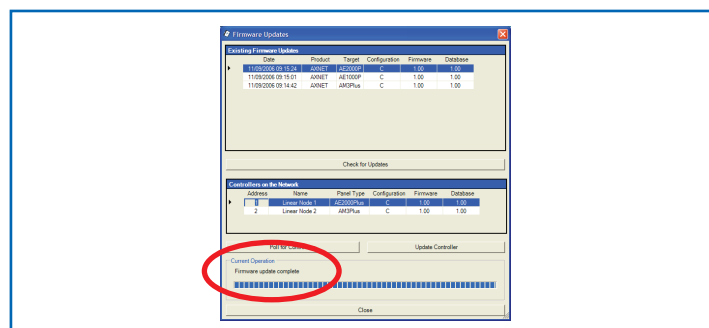 Firmware Updates
Existing Firmware Updates
Date Product Target Configuration Firmware Database
11/09/2006 09:15:24 AXNET AE2000P C 1.00 1.00
11/09/2006 09:15:01 AXNET AE1000P C 1.00 1.00
11/09/2006 09:14:42 AXNET AM3Plus C 1.00 1.00
Check for Updates
Controllers on the Network
Address Name Panel Type Configuration Firmware Database
1 Linear Node 1 AE2000Plus C 1.00 1.00
2 Linear Node 2 AM3Plus C 1.00 1.00
Poll for Update Controller
Current Operation
Firmware update complete
Close